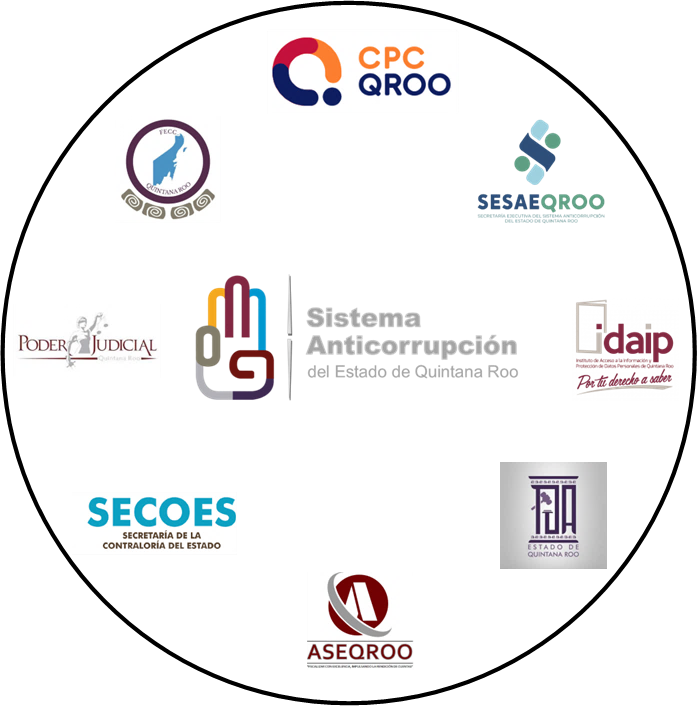 CPC
QROO
FECC
QUINTANA ROO
SESAEQROO
SECRETARÍA EJECUTIVA DEL SISTEMA ANTICORRUPCIÓN
DEL ESTADO DE QUINTANA ROO
PODER JUDICIAL
Quintana Roo
Sistema
Anticorrupción
del Estado de Quintana Roo
idaip
Instituto de Acceso a la Información y
Protección de Datos Personales de Quintana Roo
Por tu derecho a saber
SECOES
SECRETARÍA DE LA
CONTRALORÍA DEL ESTADO
TJA
ESTADO DE
QUINTANA ROO
ASEQROO